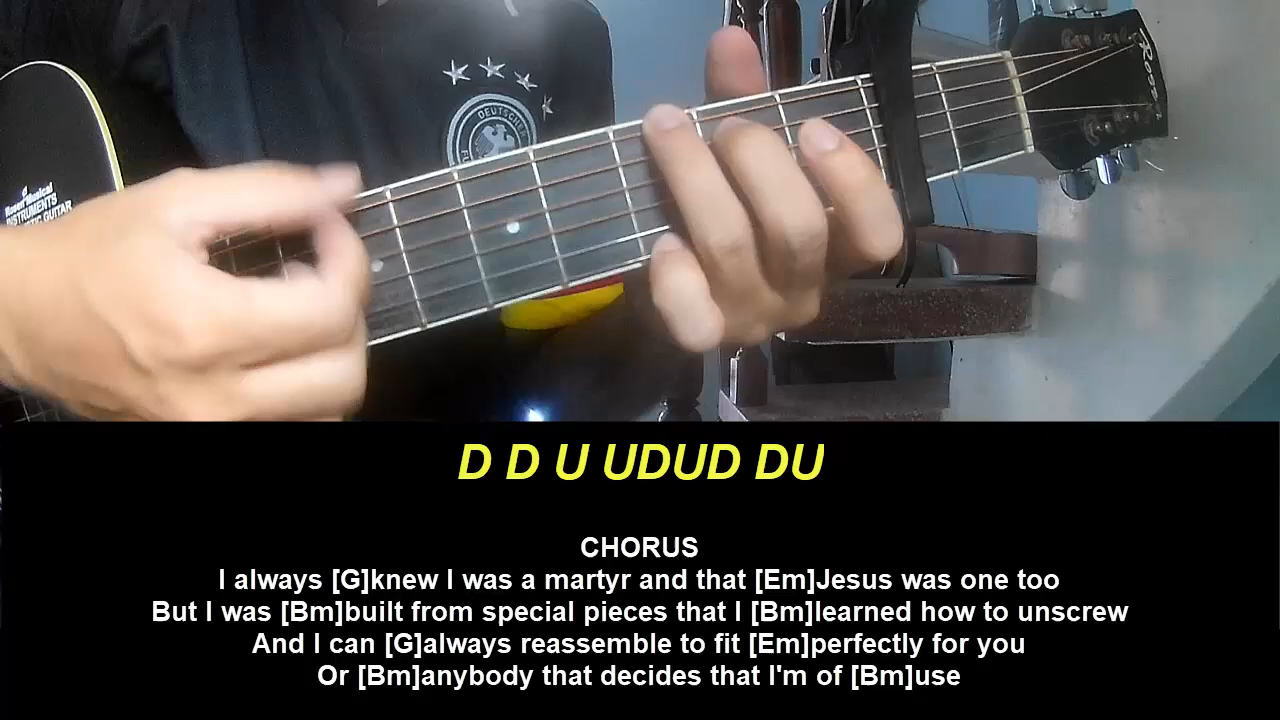 DEUTSCHER
INSTRUMENTS
D D U UDUD DU
CHORUS
I always [G]knew I was a martyr and that [Em]Jesus was one too
But I was [Bm]built from special pieces that I [Bm]learned how to unscrew
And I can [G]always reassemble to fit [Em]perfectly for you
Or [Bm]anybody that decides that I'm of [Bm]use